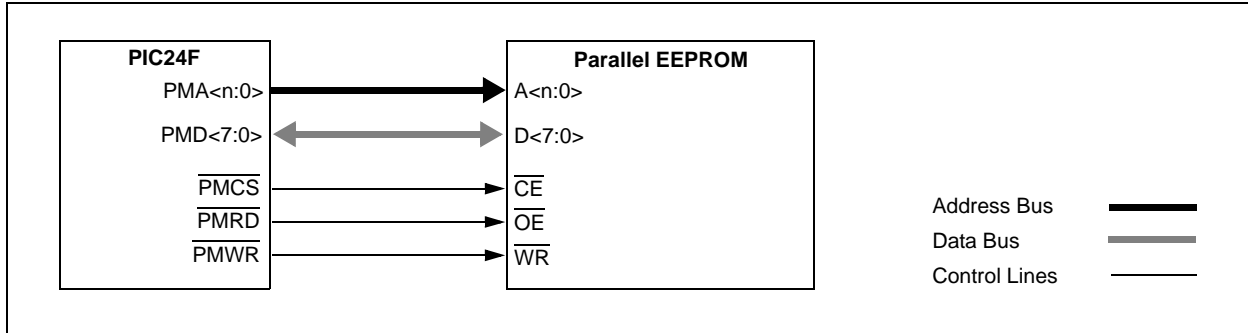 PIC24F
PMA<n:0>
PMD<7:0>
PMCS
PMRD
PMWR
Parallel EEPROM
A<n:0>
D<7:0>
CE
OE
WR
Address Bus
Data Bus
Control Lines